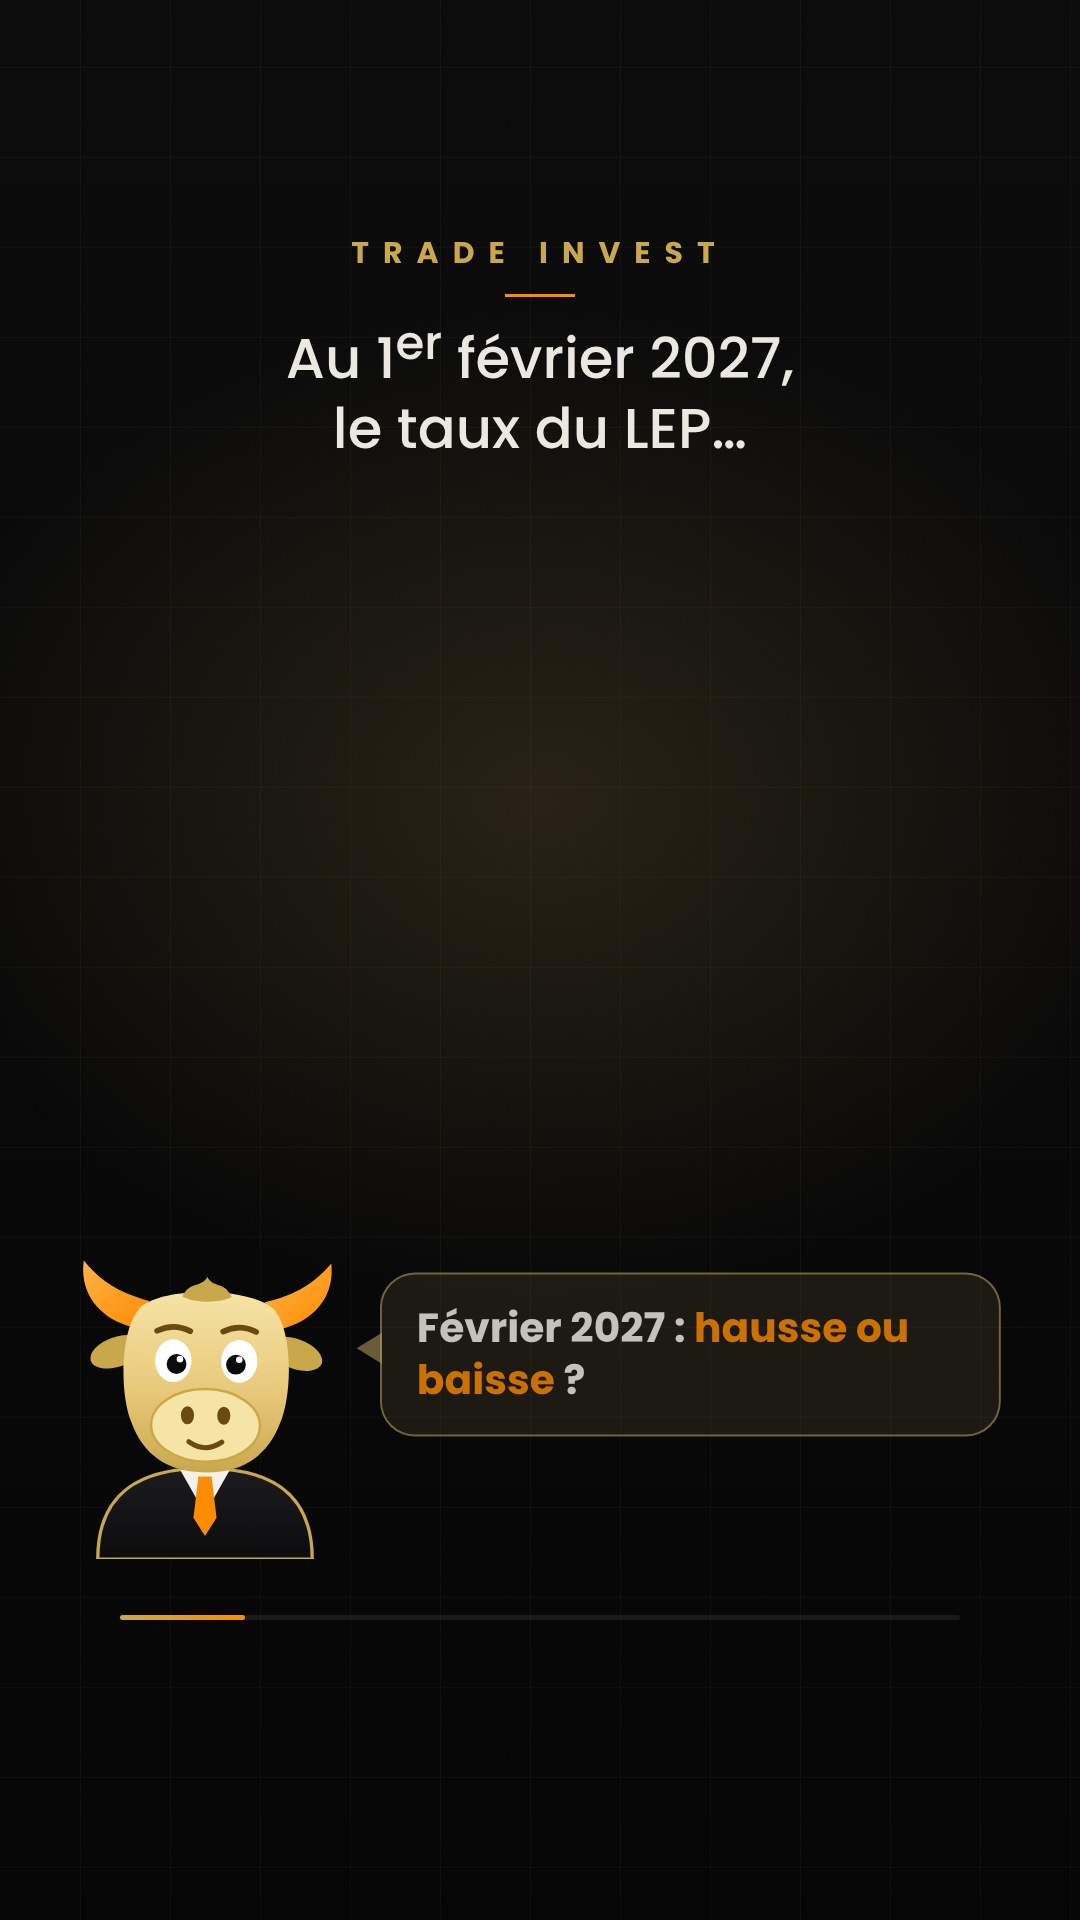 TRADE INVEST
Au 1er février 2027,
le taux du LEP...
Février 2027 : hausse ou
baisse ?